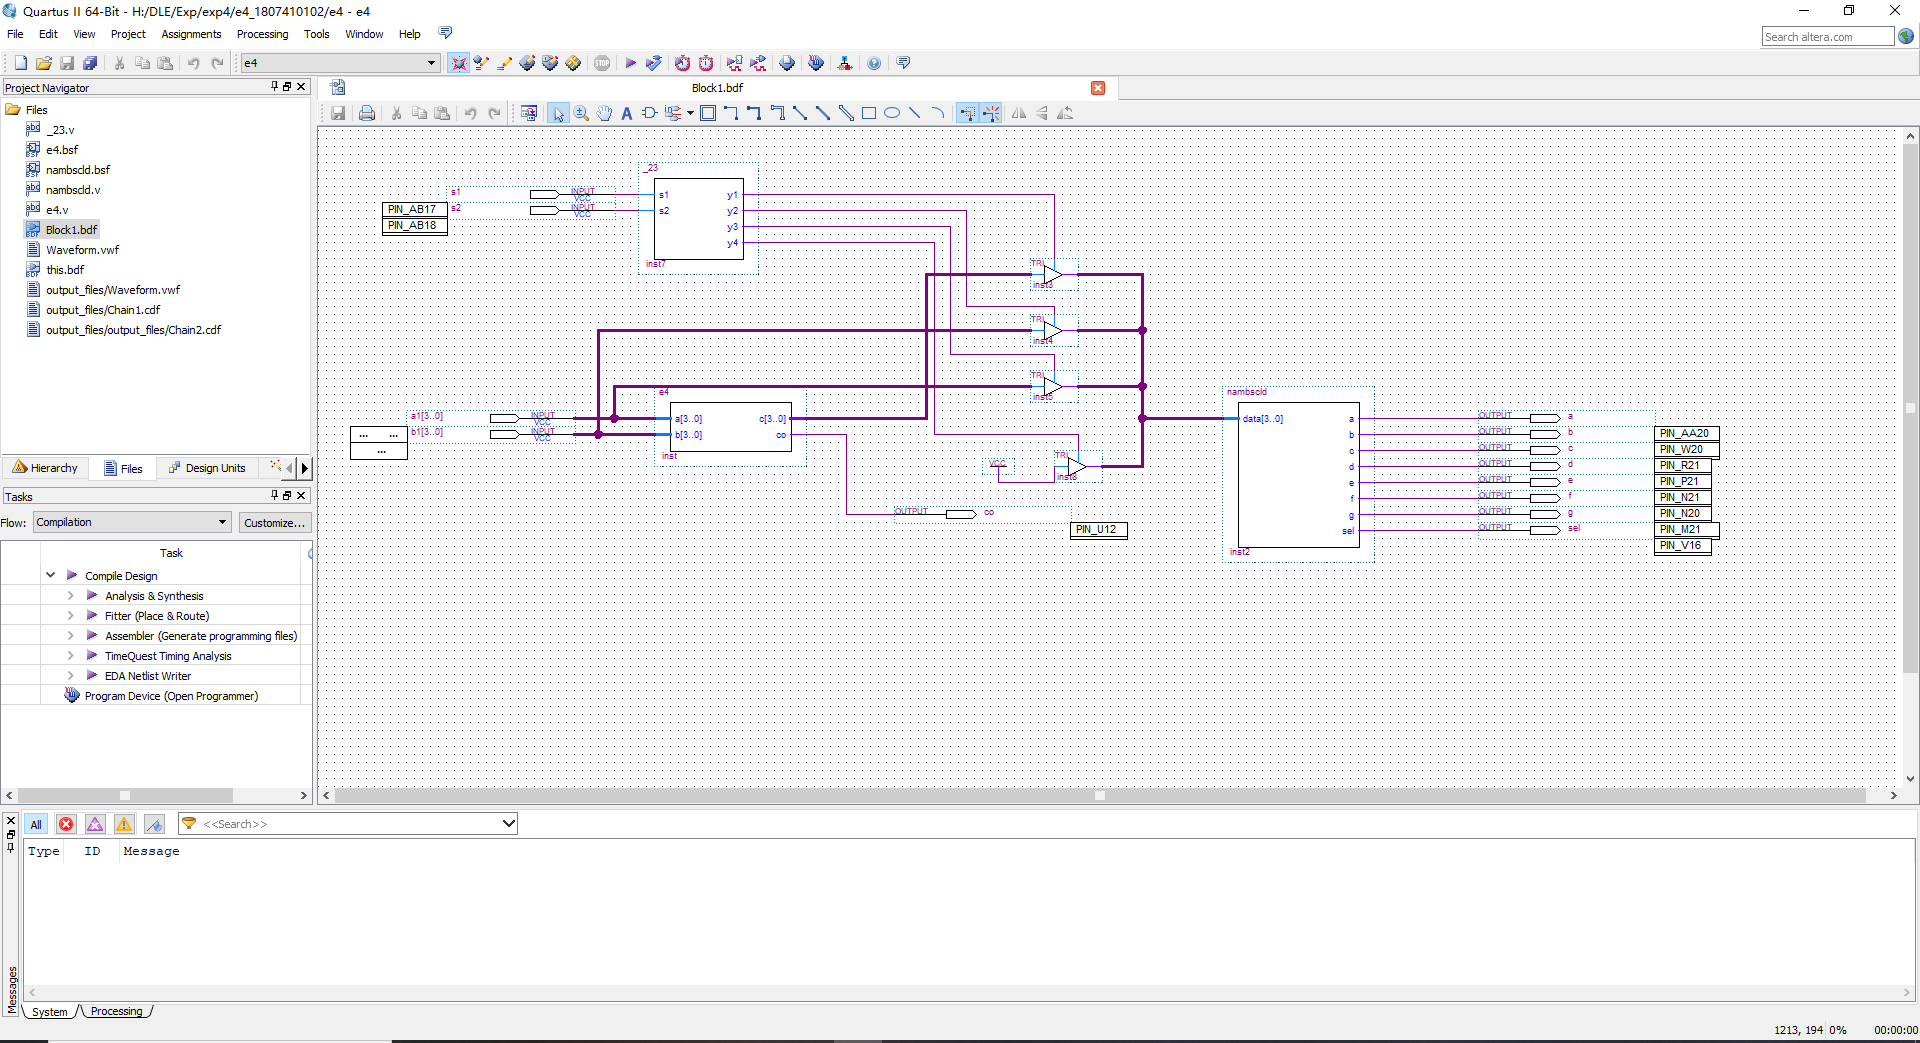 Quartus II 64-Bit - H:/DLE/Exp/exp4/e4_1807410102/e4 - e4
File Edit View Project Assignments Processing Tools Window Help
Search altera.com
e4
Project Navigator
Block1.bdf
Files
_23.v
e4.bsf
nambscld.bsf
nambscld.v
e4.v
Block1.bdf
Waveform.vwf
this.bdf
output_files/Waveform.vwf
output_files/Chain1.cdf
output_files/output_files/Chain2.cdf
Hierarchy Files Design Units
Tasks
Flow: Compilation Customize...
Task
Compile Design
Analysis & Synthesis
Fitter (Place & Route)
Assembler (Generate programming files)
TimeQuest Timing Analysis
EDA Netlist Writer
Program Device (Open Programmer)
_23
s1 INPUT VCC s1 y1
s2 INPUT VCC s2 y2
y3
y4
PIN_AB17
PIN_AB18
inst7
TRI
inst3
TRI
inst4
TRI
inst5
e4
a1[3..0] INPUT VCC a[3..0] c[3..0]
b1[3..0] INPUT VCC b[3..0] co
... ...
...
inst
VCC
TRI
inst6
OUTPUT co
PIN_U12
nambscld
data[3..0] a OUTPUT a
b OUTPUT b PIN_AA20
c OUTPUT c PIN_W20
d OUTPUT d PIN_R21
e OUTPUT e PIN_P21
f OUTPUT f PIN_N21
g OUTPUT g PIN_N20
sel OUTPUT sel PIN_M21
PIN_V16
inst2
All <<Search>>
Type ID Message
Messages
System Processing
1213, 194 0% 00:00:00